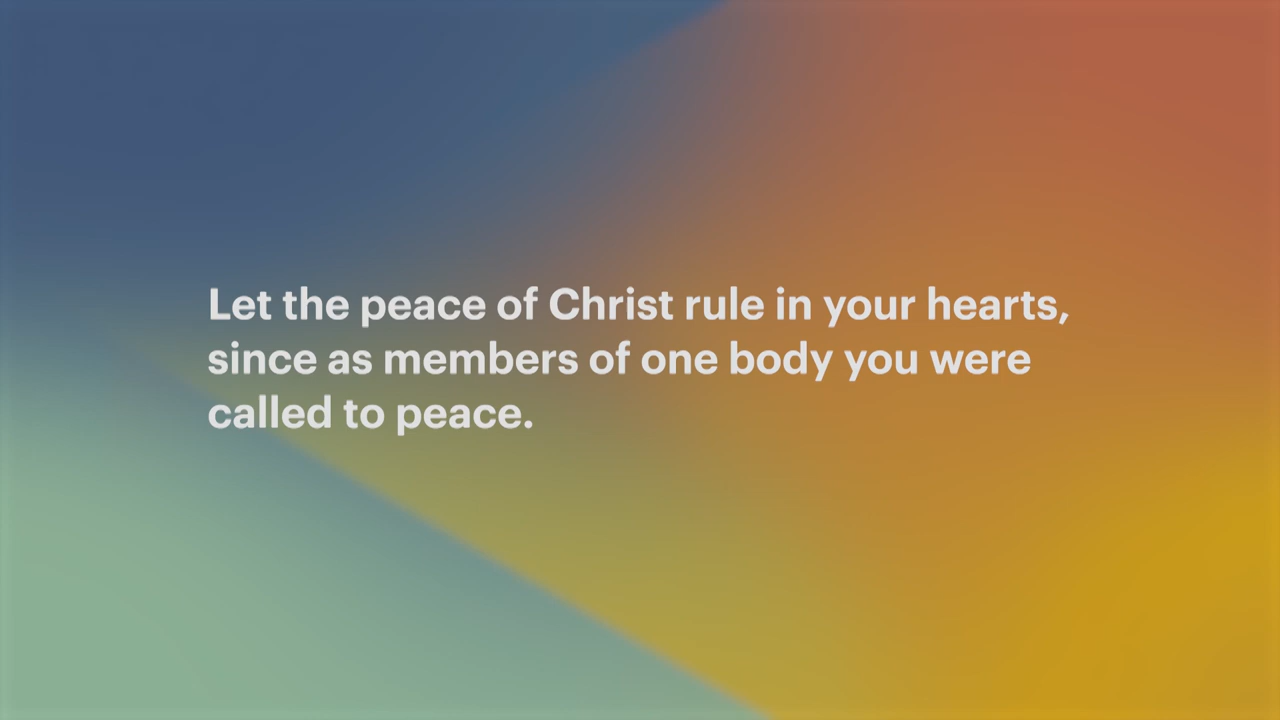 Let the peace of Christ rule in your hearts,
since as members of one body you were
called to peace.